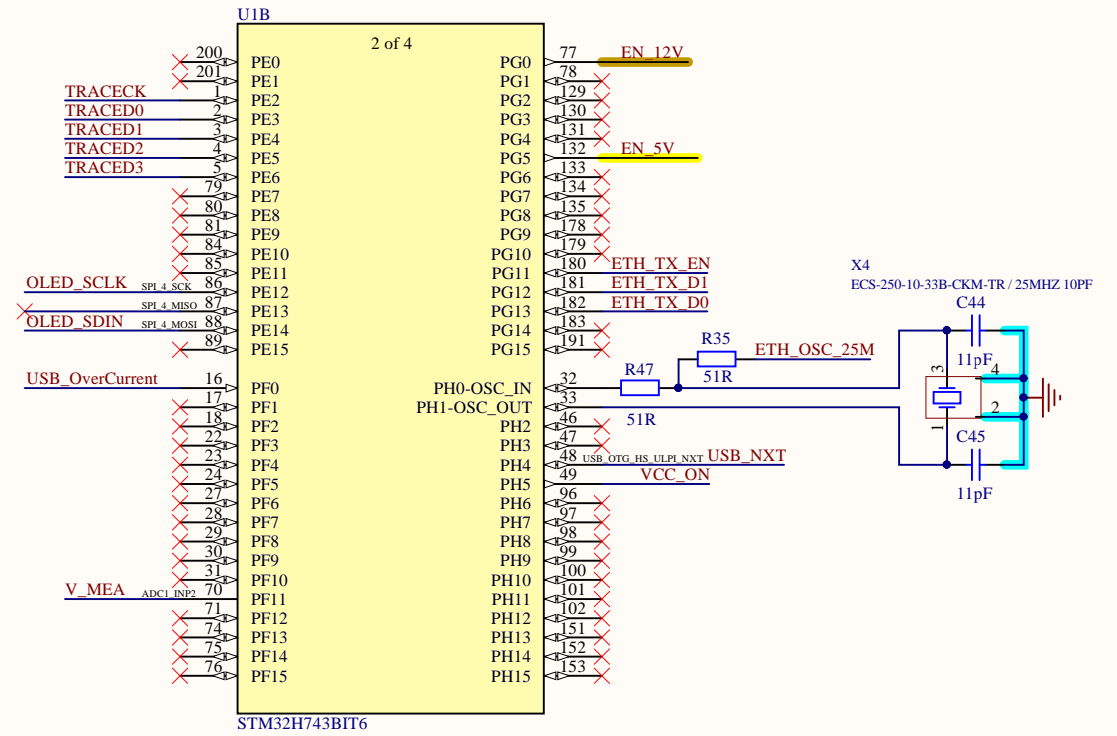 U1B
2 of 4
200 PE0 PG0 77 EN_12V
201 PE1 PG1 78
TRACECK 1 PE2 PG2 129
TRACED0 2 PE3 PG3 130
TRACED1 3 PE4 PG4 131
TRACED2 4 PE5 PG5 132 EN_5V
TRACED3 5 PE6 PG6 133
79 PE7 PG7 134
80 PE8 PG8 135
81 PE9 PG9 178
84 PE10 PG10 179
85 PE11 PG11 180 ETH_TX_EN
OLED_SCLK SPI_4_SCK 86 PE12 PG12 181 ETH_TX_D1
SPI_4_MISO 87 PE13 PG13 182 ETH_TX_D0
OLED_SDIN SPI_4_MOSI 88 PE14 PG14 183
89 PE15 PG15 191
USB_OverCurrent 16 PF0 PH0-OSC_IN 32
17 PF1 PH1-OSC_OUT 33
18 PF2 PH2 46
22 PF3 PH3 47
23 PF4 PH4 48 USB_OTG_HS_ULPI_NXT USB_NXT
24 PF5 PH5 49 VCC_ON
27 PF6 PH6 96
28 PF7 PH7 97
29 PF8 PH8 98
30 PF9 PH9 99
31 PF10 PH10 100
V_MEA ADC1_INP2 70 PF11 PH11 101
71 PF12 PH12 102
74 PF13 PH13 151
75 PF14 PH14 152
76 PF15 PH15 153
STM32H743BIT6
R47
51R
R35
51R
ETH_OSC_25M
X4
ECS-250-10-33B-CKM-TR / 25MHZ 10PF
C44
11pF
3
4
1
2
C45
11pF